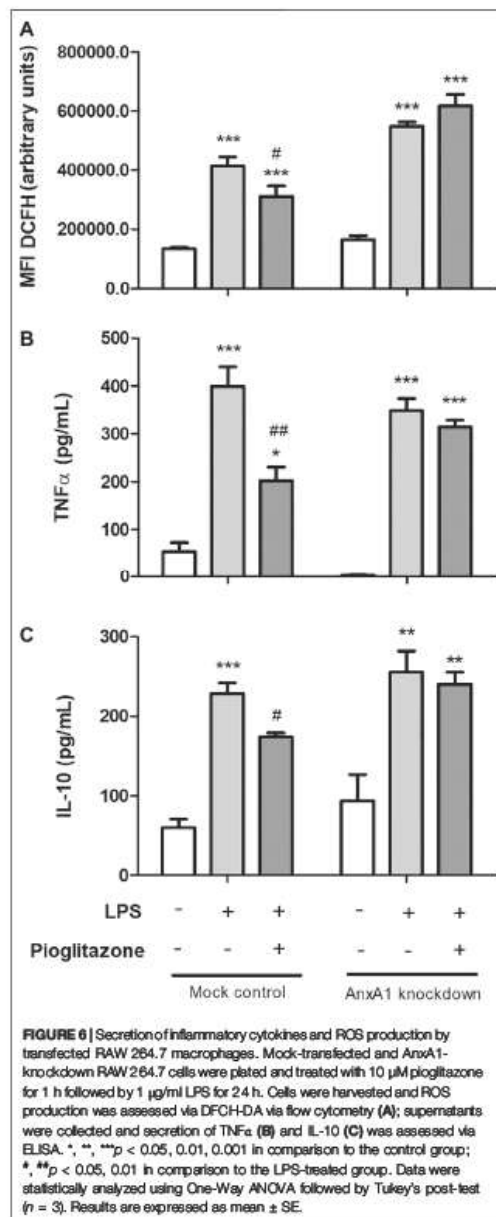 A
800000.0
600000.0
400000.0
200000.0
0.0
MFI DCFH (arbitrary units)
***
#
***
***
***
B
500
400
300
200
100
0
TNFα (pg/mL)
***
##
*
***
***
C
300
200
100
0
IL-10 (pg/mL)
***
#
**
**
LPS - + + - + +
Pioglitazone - - + - - +
Mock control AnxA1 knockdown
FIGURE 6 | Secretion of inflammatory cytokines and ROS production by
transfected RAW 264.7 macrophages. Mock-transfected and AnxA1-
knockdown RAW 264.7 cells were plated and treated with 10 µM pioglitazone
for 1 h followed by 1 µg/ml LPS for 24 h. Cells were harvested and ROS
production was assessed via DFCH-DA via flow cytometry (A); supernatants
were collected and secretion of TNFα (B) and IL-10 (C) was assessed via
ELISA. *, **, ***p < 0.05, 0.01, 0.001 in comparison to the control group;
#, ##p < 0.05, 0.01 in comparison to the LPS-treated group. Data were
statistically analyzed using One-Way ANOVA followed by Tukey's post-test
(n = 3). Results are expressed as mean ± SE.